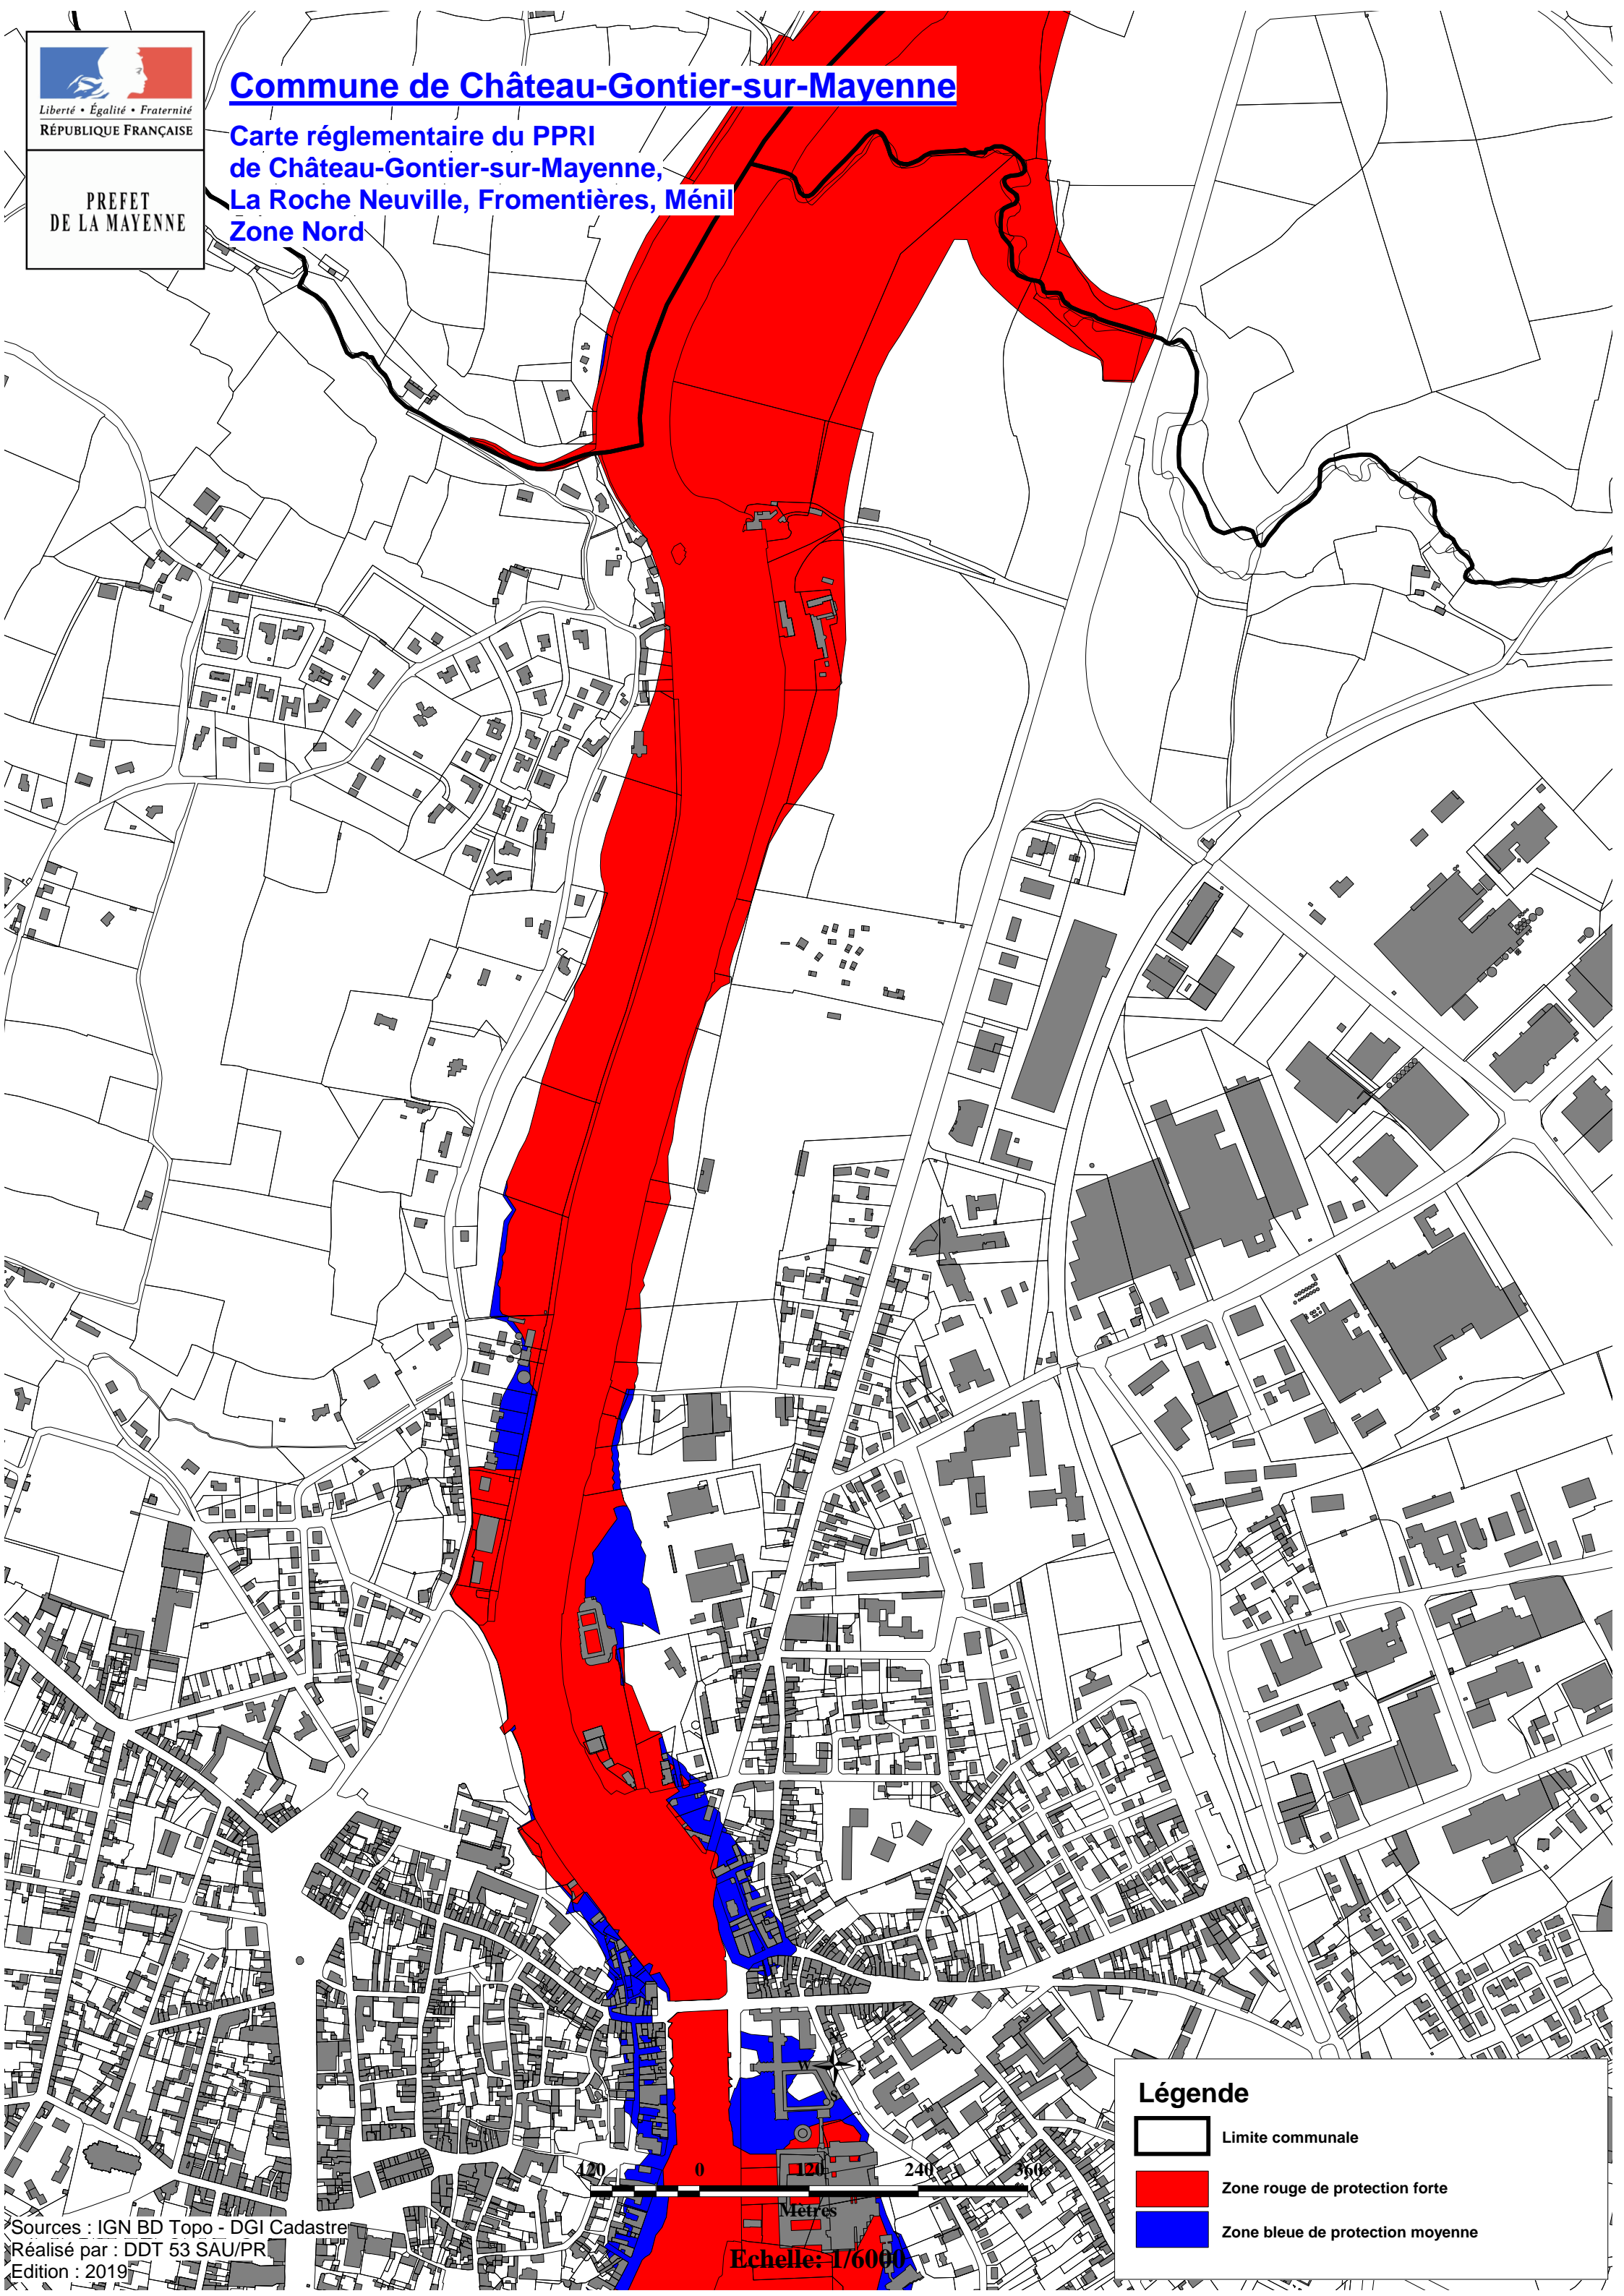 Liberté • Égalité • Fraternité
RÉPUBLIQUE FRANÇAISE
PREFET
DE LA MAYENNE
Commune de Château-Gontier-sur-Mayenne
Carte réglementaire du PPRI
de Château-Gontier-sur-Mayenne,
La Roche Neuville, Fromentières, Ménil
Zone Nord
W
S
120 0 120 240 360
Mètres
Echelle: 1/6000
Sources : IGN BD Topo - DGI Cadastre
Réalisé par : DDT 53 SAU/PR
Edition : 2019
Légende
Limite communale
Zone rouge de protection forte
Zone bleue de protection moyenne